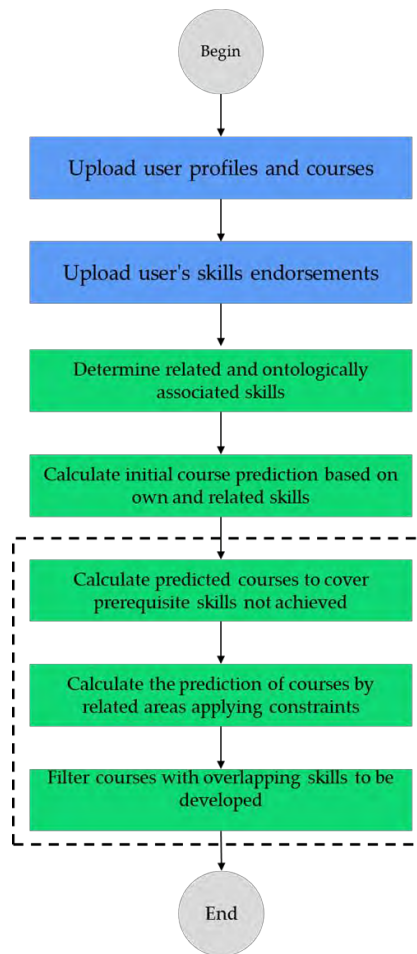 Begin
Upload user profiles and courses
Upload user's skills endorsements
Determine related and ontologically
associated skills
Calculate initial course prediction based on
own and related skills
Calculate predicted courses to cover
prerequisite skills not achieved
Calculate the prediction of courses by
related areas applying constraints
Filter courses with overlapping skills to be
developed
End